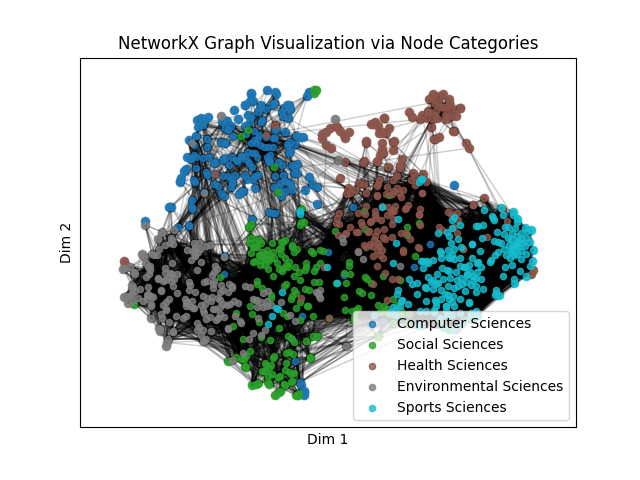 NetworkX Graph Visualization via Node Categories
Dim 2
Computer Sciences
Social Sciences
Health Sciences
Environmental Sciences
Sports Sciences
Dim 1